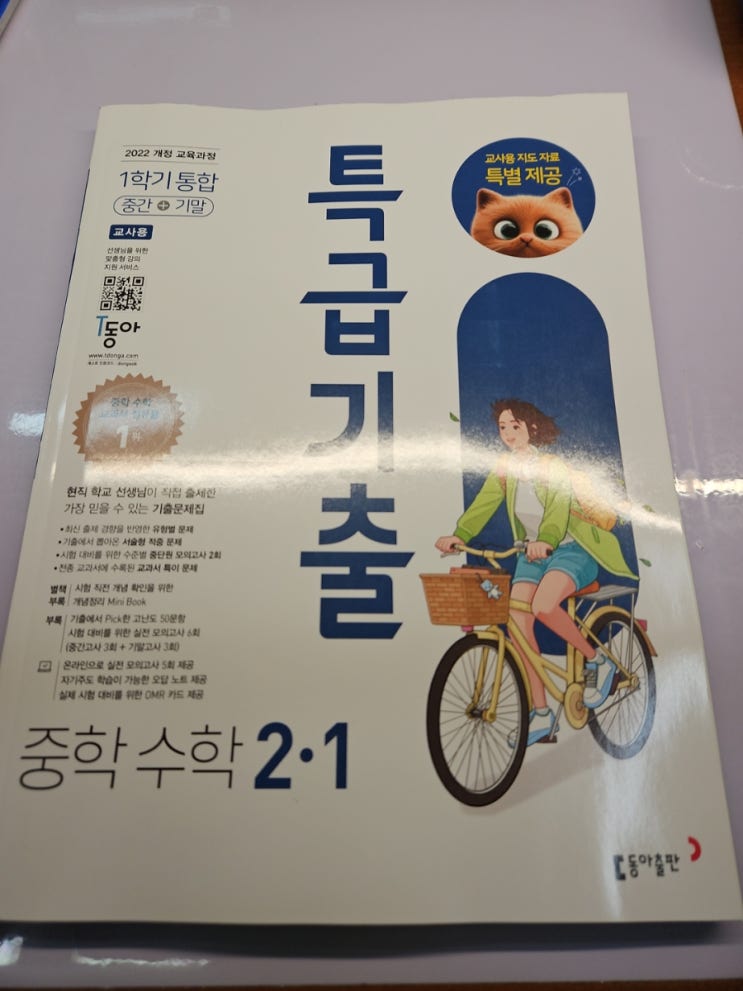 2022 개정 교육과정
1학기 통합
중간 + 기말
교사용
선생님을 위한
맞춤형 강의
지원 서비스
T동아
www.tdonga.com
특급기출
교사용 지도 자료
특별 제공
중학 수학
1위
현직 학교 선생님이 직접 출제한
가장 믿을 수 있는 기출문제집
• 최신 출제 경향을 반영한 유형별 문제
• 기출에서 뽑아온 서술형 적중 문제
• 시험 대비를 위한 수준별 중단원 모의고사 2회
• 전종 교과서에 수록된 교과서 특이 문제
별책 부록
시험 직전 개념 확인을 위한
개념정리 Mini Book
부록
기출에서 Pick한 고난도 50문항
시험 대비를 위한 실전 모의고사 6회
(중간고사 3회 + 기말고사 3회)
온라인으로 실전 모의고사 5회 제공
자기주도 학습이 가능한 오답 노트 제공
실제 시험 대비를 위한 OMR 카드 제공
중학 수학 2·1
동아출판